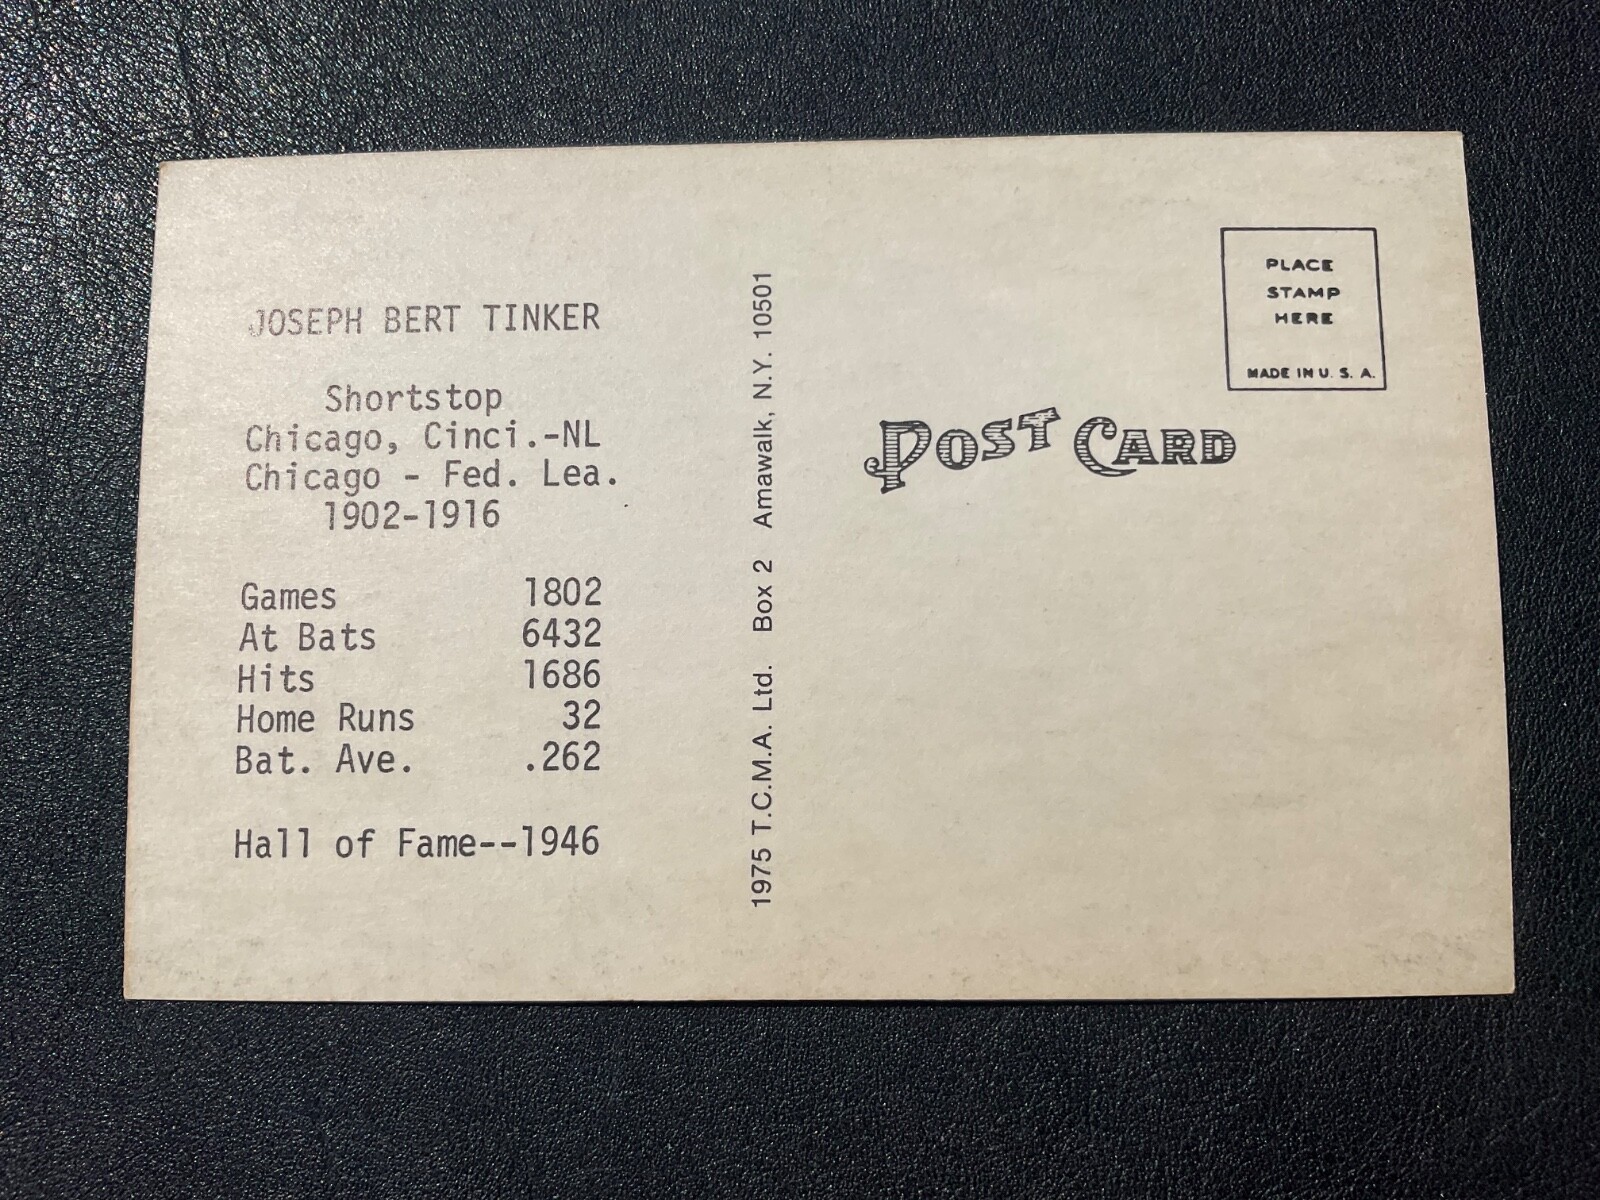 JOSEPH BERT TINKER
Shortstop
Chicago, Cinci.-NL
Chicago - Fed. Lea.
1902-1916
Games 1802
At Bats 6432
Hits 1686
Home Runs 32
Bat. Ave. .262
Hall of Fame--1946
1975 T.C.M.A. Ltd. Box 2 Amawalk, N.Y. 10501
PLACE
STAMP
HERE
MADE IN U. S. A.
POST CARD